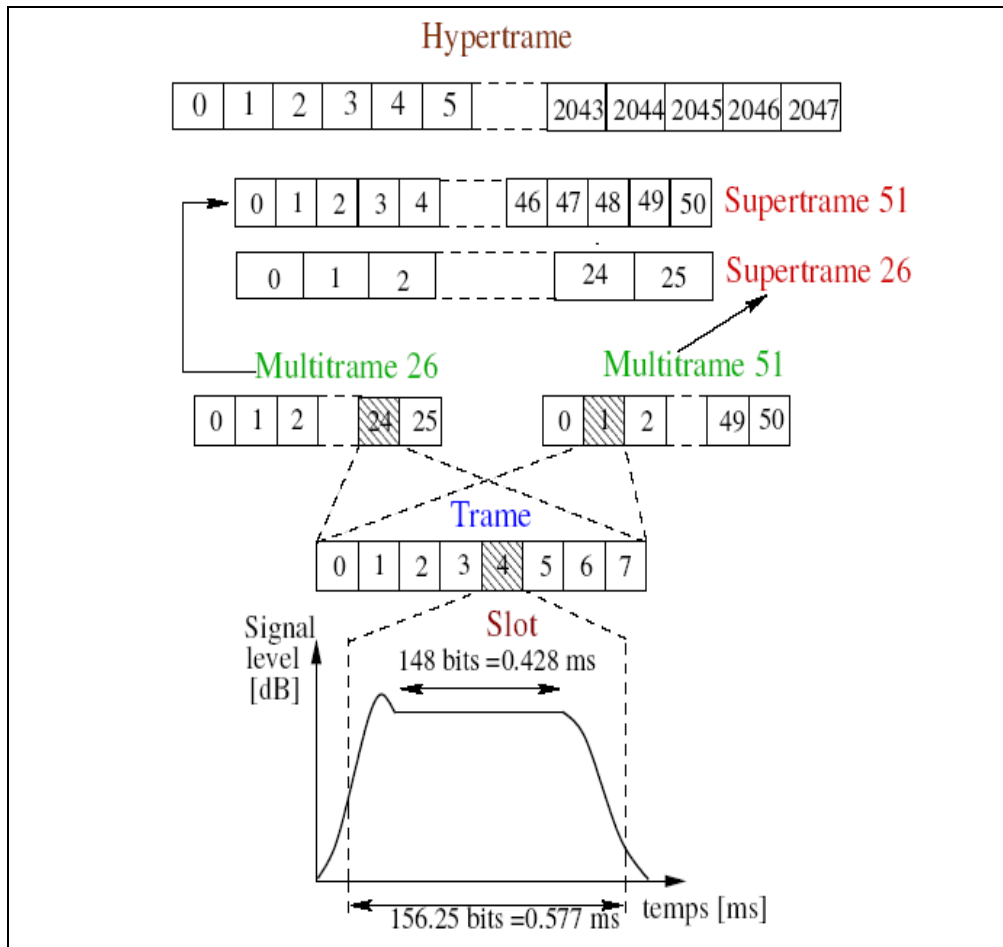 Hypertrame
0 1 2 3 4 5 2043 2044 2045 2046 2047
0 1 2 3 4 46 47 48 49 50 Supertrame 51
0 1 2 24 25 Supertrame 26
Multitrame 26 Multitrame 51
0 1 2 24 25 0 1 2 49 50
Trame
0 1 2 3 4 5 6 7
Slot
Signal
level
[dB]
148 bits =0.428 ms
temps [ms]
156.25 bits =0.577 ms